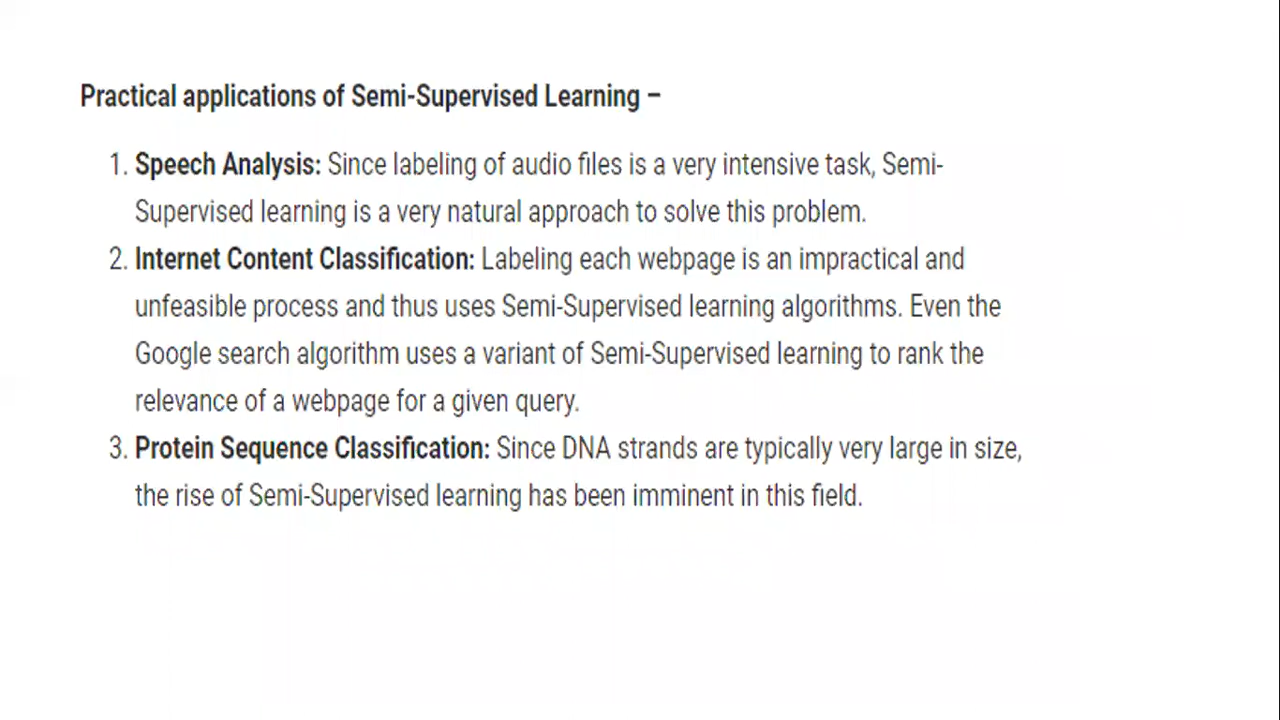 Practical applications of Semi-Supervised Learning –
1. Speech Analysis: Since labeling of audio files is a very intensive task, Semi-
Supervised learning is a very natural approach to solve this problem.
2. Internet Content Classification: Labeling each webpage is an impractical and
unfeasible process and thus uses Semi-Supervised learning algorithms. Even the
Google search algorithm uses a variant of Semi-Supervised learning to rank the
relevance of a webpage for a given query.
3. Protein Sequence Classification: Since DNA strands are typically very large in size,
the rise of Semi-Supervised learning has been imminent in this field.